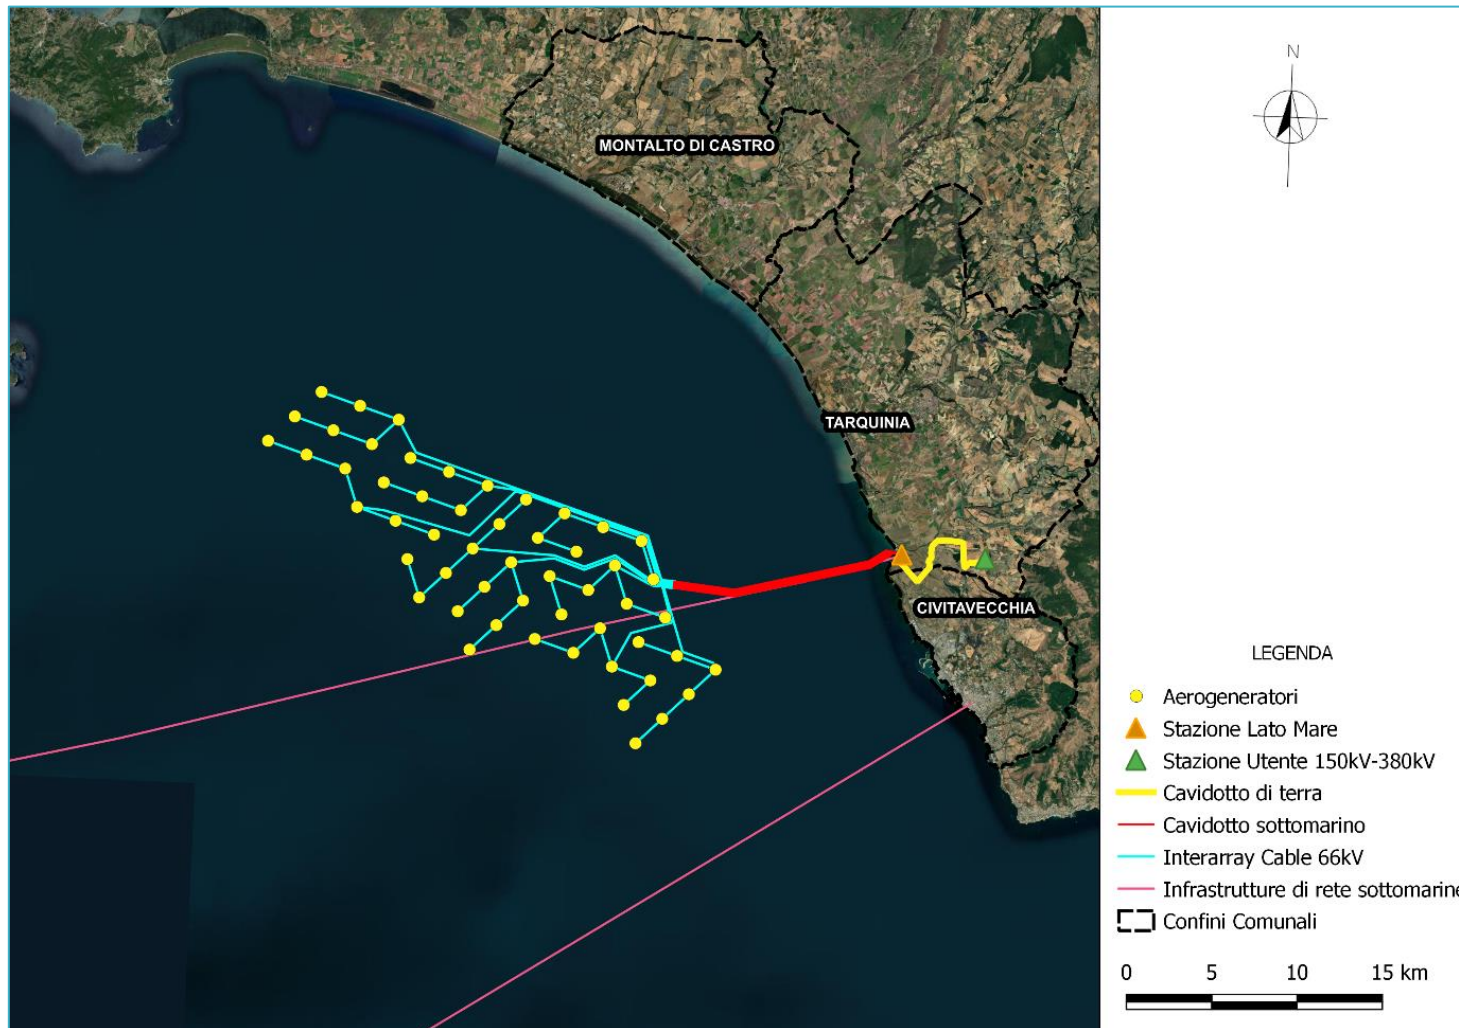 N
MONTALTO DI CASTRO
TARQUINIA
CIVITAVECCHIA
LEGENDA
Aerogeneratori
Stazione Lato Mare
Stazione Utente 150kV-380kV
Cavidotto di terra
Cavidotto sottomarino
Interarray Cable 66kV
Infrastrutture di rete sottomarine
Confini Comunali
0 5 10 15 km